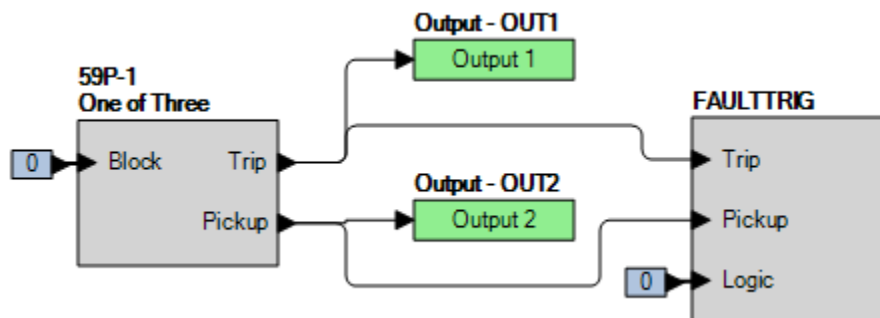 Output - OUT1
Output 1
59P-1
One of Three
FAULTTRIG
0
Block
Trip
Trip
Output - OUT2
Pickup
Output 2
Pickup
0
Logic